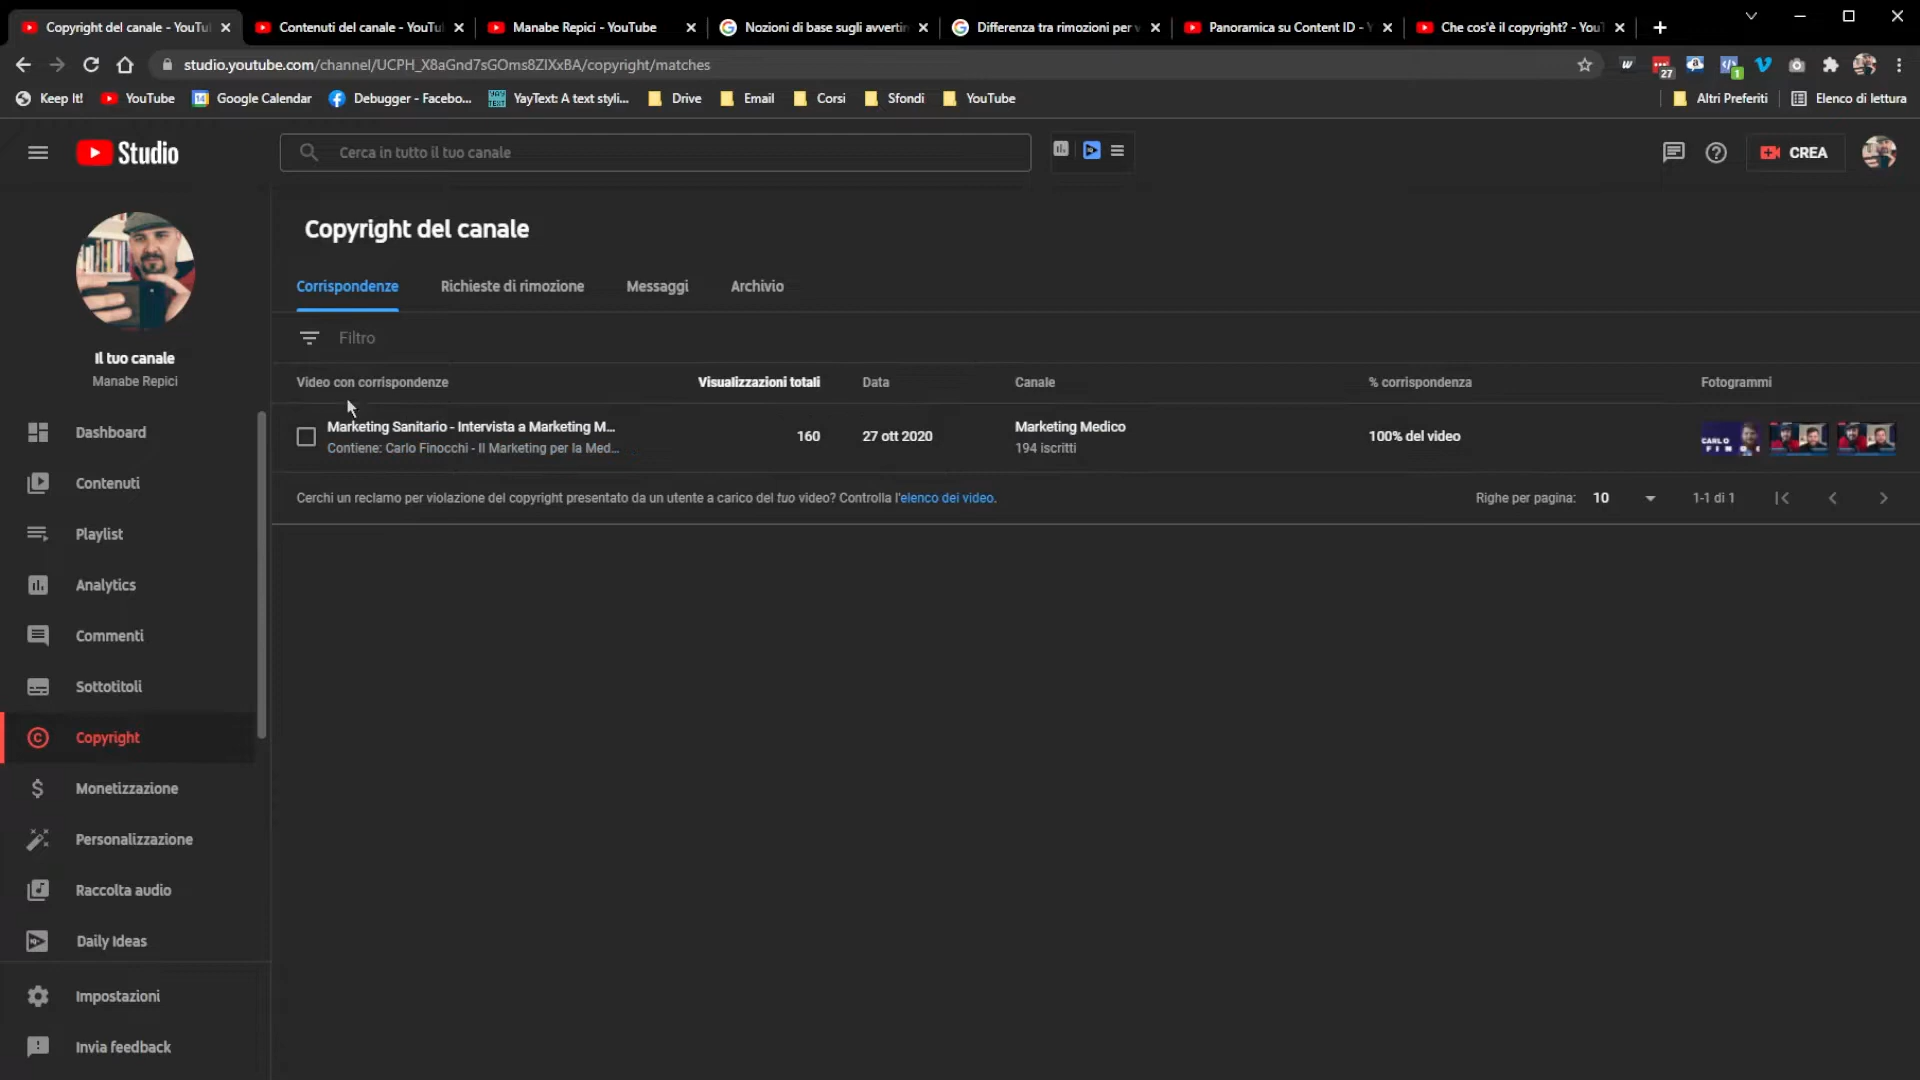 Copyright del canale - YouTu
Contenuti del canale - YouTu
Manabe Repici - YouTube
Nozioni di base sugli avvertin
Differenza tra rimozioni per v
Panoramica su Content ID - Y
Che cos'è il copyright? - YouT
studio.youtube.com/channel/UCPH_X8aGnd7sGOms8ZIXxBA/copyright/matches
27
1
Keep It!
YouTube
14
Google Calendar
Debugger - Facebo...
YayText: A text styli...
Drive
Email
Corsi
Sfondi
YouTube
Altri Preferiti
Elenco di lettura
Studio
Cerca in tutto il tuo canale
CREA
Il tuo canale
Manabe Repici
Dashboard
Contenuti
Playlist
Analytics
Commenti
Sottotitoli
Copyright
Monetizzazione
Personalizzazione
Raccolta audio
Daily Ideas
Impostazioni
Invia feedback
Copyright del canale
Corrispondenze
Richieste di rimozione
Messaggi
Archivio
Filtro
Video con corrispondenze
Visualizzazioni totali
Data
Canale
% corrispondenza
Fotogrammi
Marketing Sanitario - Intervista a Marketing M...
Contiene: Carlo Finocchi - Il Marketing per la Med...
160
27 ott 2020
Marketing Medico
194 iscritti
100% del video
CARLO
Cerchi un reclamo per violazione del copyright presentato da un utente a carico del tuo video? Controlla l'elenco dei video.
Righe per pagina:
10
1-1 di 1